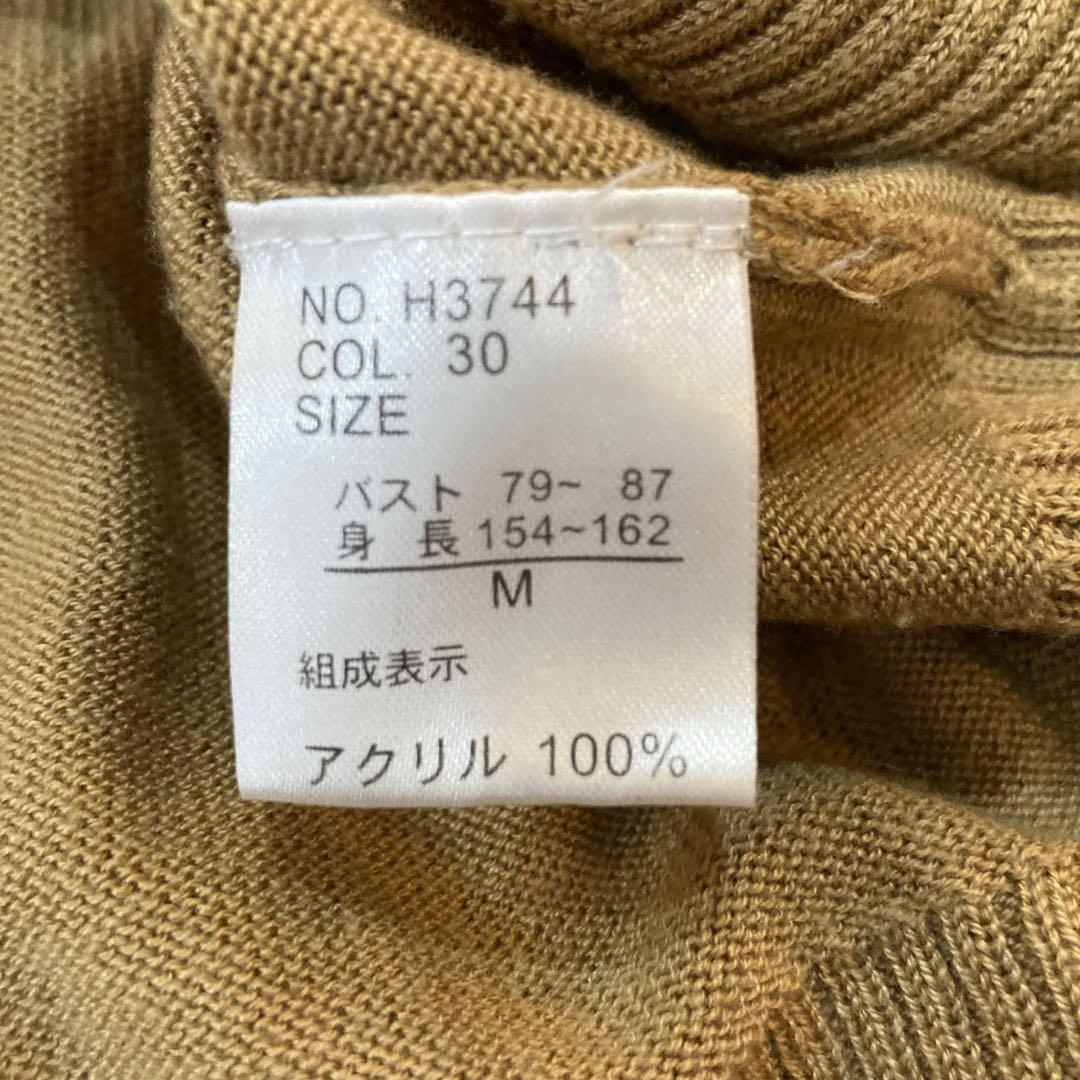 NO. H3744
COL. 30
SIZE
バスト 79~ 87
身 長 154~162
M
組成表示
アクリル 100%